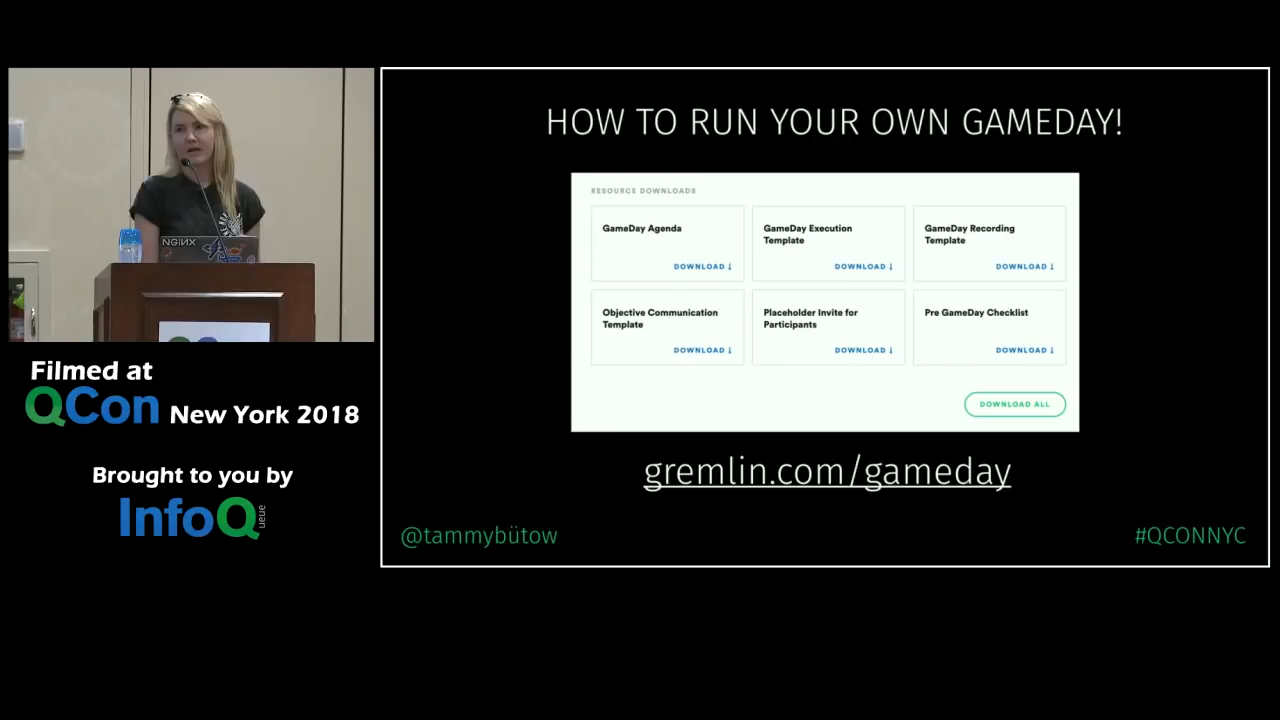 HOW TO RUN YOUR OWN GAMEDAY!
RESOURCE DOWNLOADS
GameDay Agenda
DOWNLOAD
GameDay Execution
Template
DOWNLOAD
GameDay Recording
Template
DOWNLOAD
Objective Communication
Template
DOWNLOAD
Placeholder Invite for
Participants
DOWNLOAD
Pre GameDay Checklist
DOWNLOAD
DOWNLOAD ALL
gremlin.com/gameday
@tammybütow
#QCONNYC
NGINX
Filmed at
QCon New York 2018
Brought to you by
InfoQueue